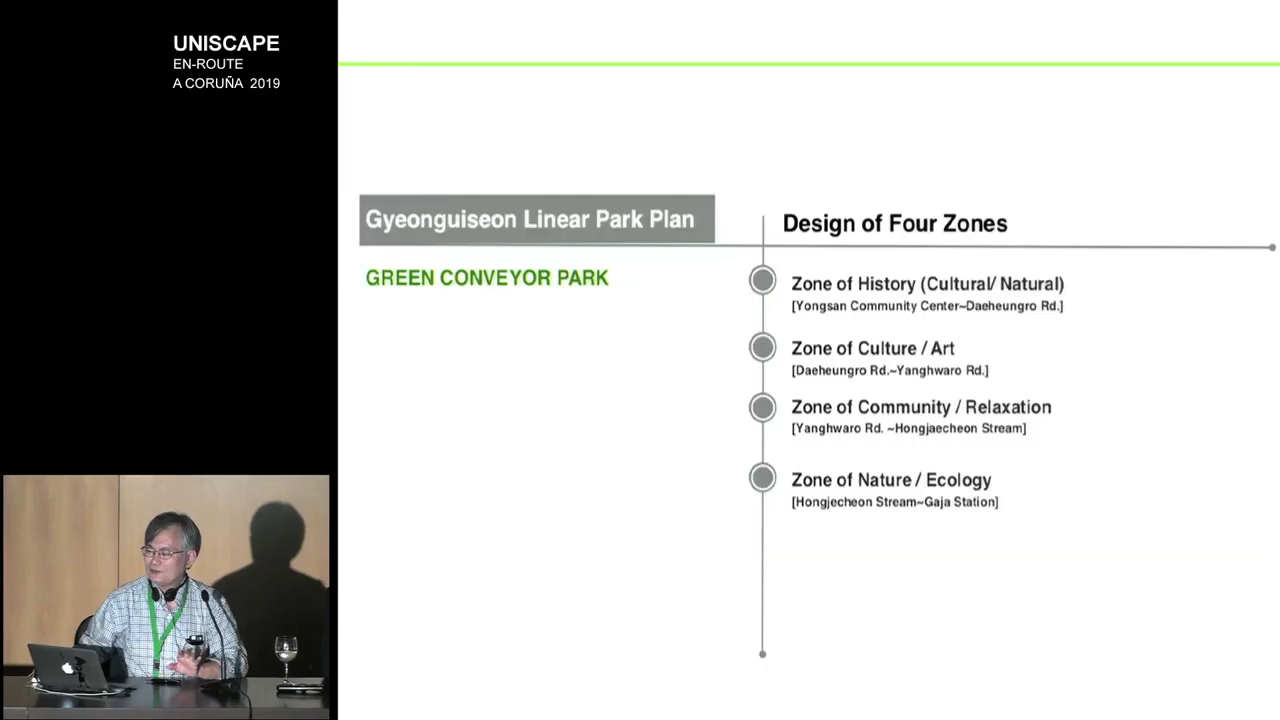 UNISCAPE
EN-ROUTE
A CORUÑA 2019
Gyeonguiseon Linear Park Plan
GREEN CONVEYOR PARK
Design of Four Zones
Zone of History (Cultural/ Natural)
[Yongsan Community Center~Daeheungro Rd.]
Zone of Culture / Art
[Daeheungro Rd.~Yanghwaro Rd.]
Zone of Community / Relaxation
[Yanghwaro Rd. ~Hongjaecheon Stream]
Zone of Nature / Ecology
[Hongjecheon Stream~Gaja Station]